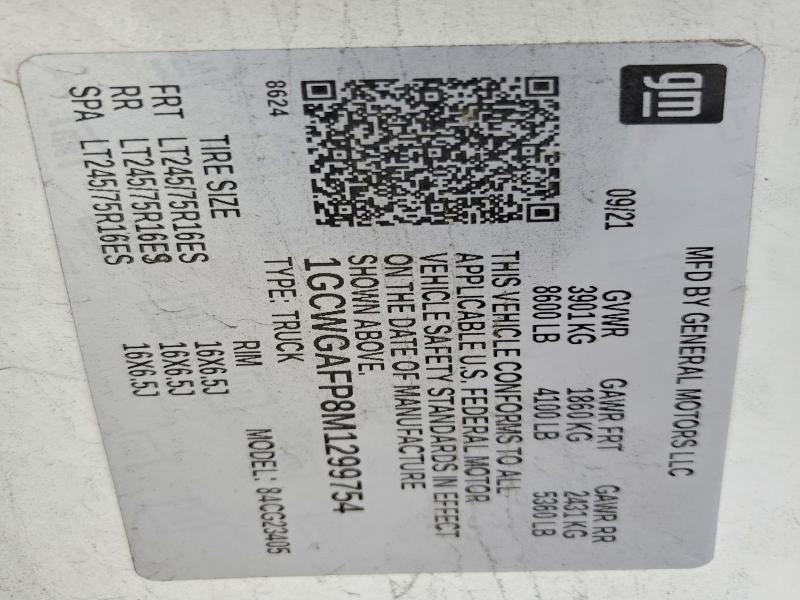 gm
MFD BY GENERAL MOTORS LLC
09/21 GVWR GAWR FRT GAWR RR
3901 KG 1860 KG 2431 KG
8600 LB 4100 LB 5360 LB
THIS VEHICLE CONFORMS TO ALL
APPLICABLE U.S. FEDERAL MOTOR
VEHICLE SAFETY STANDARDS IN EFFECT
ON THE DATE OF MANUFACTURE
SHOWN ABOVE.
1GCWGAFP8M1299754
8624 TYPE: TRUCK MODEL: 84CG23405
TIRE SIZE RIM
FRT LT245/75R16ES 16X6.5J
RR LT245/75R16ES 16X6.5J
SPA LT245/75R16ES 16X6.5J